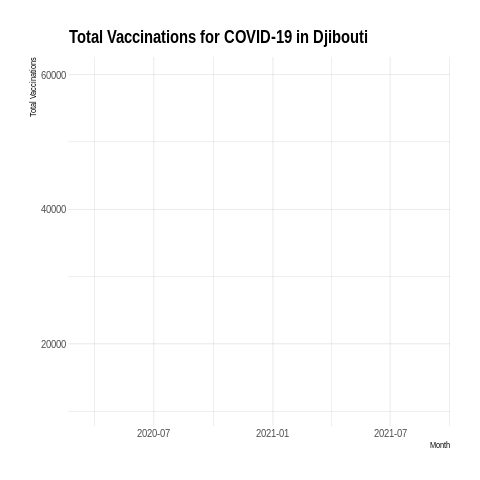 Total Vaccinations for COVID-19 in Djibouti
Total Vaccinations
60000
40000
20000
2020-07 2021-01 2021-07
Month